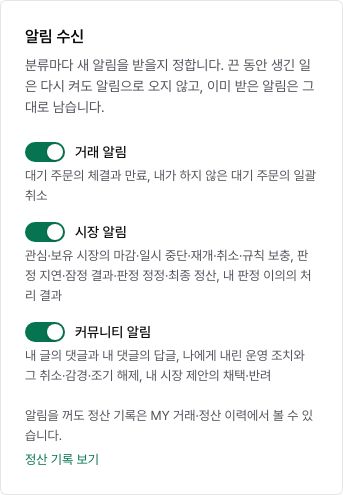 알림 수신
분류마다 새 알림을 받을지 정합니다. 끈 동안 생긴 일
은 다시 켜도 알림으로 오지 않고, 이미 받은 알림은 그
대로 남습니다.
거래 알림
대기 주문의 체결과 만료, 내가 하지 않은 대기 주문의 일괄
취소
시장 알림
관심·보유 시장의 마감·일시 중단·재개·취소·규칙 보충, 판
정 지연·잠정 결과·판정 정정·최종 정산, 내 판정 이의의 처
리 결과
커뮤니티 알림
내 글의 댓글과 내 댓글의 답글, 나에게 내린 운영 조치와
그 취소·감경·조기 해제, 내 시장 제안의 채택·반려
알림을 꺼도 정산 기록은 MY 거래·정산 이력에서 볼 수 있
습니다.
정산 기록 보기